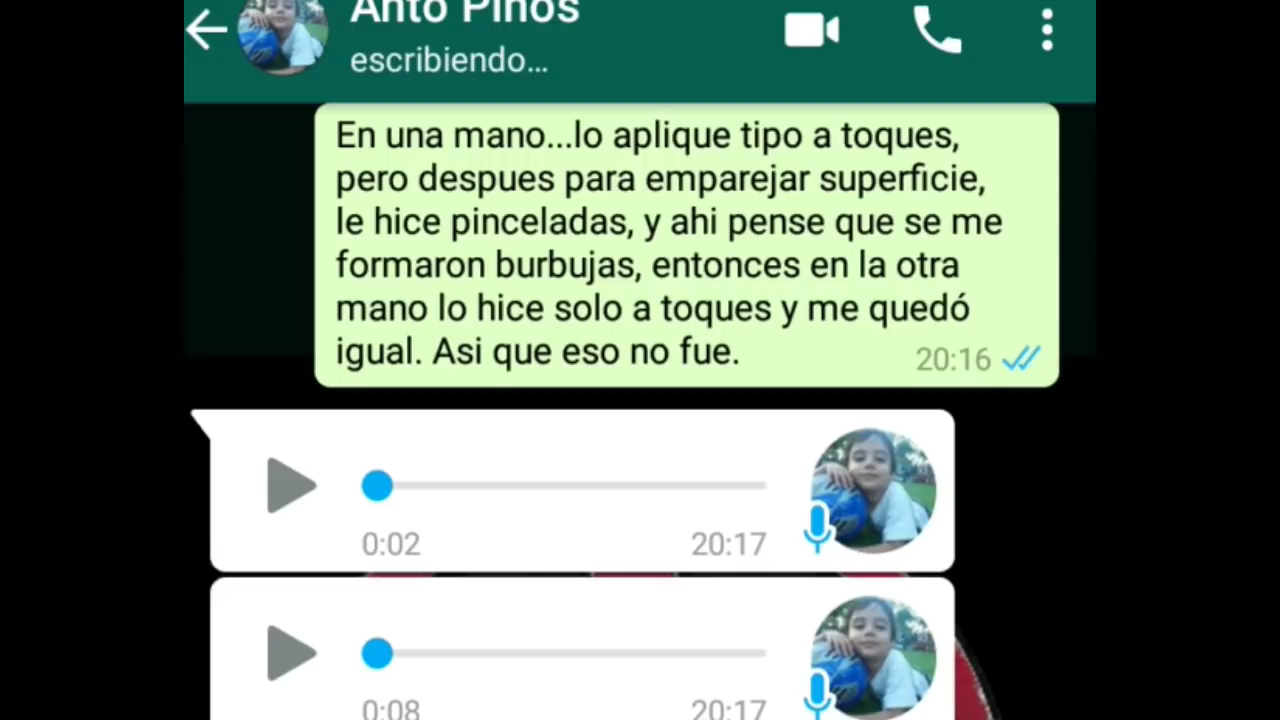 Anto Pinos
escribiendo...
En una mano...lo aplique tipo a toques,
pero despues para emparejar superficie,
le hice pinceladas, y ahi pense que se me
formaron burbujas, entonces en la otra
mano lo hice solo a toques y me quedó
igual. Asi que eso no fue.
20:16
0:02 20:17
0:08 20:17